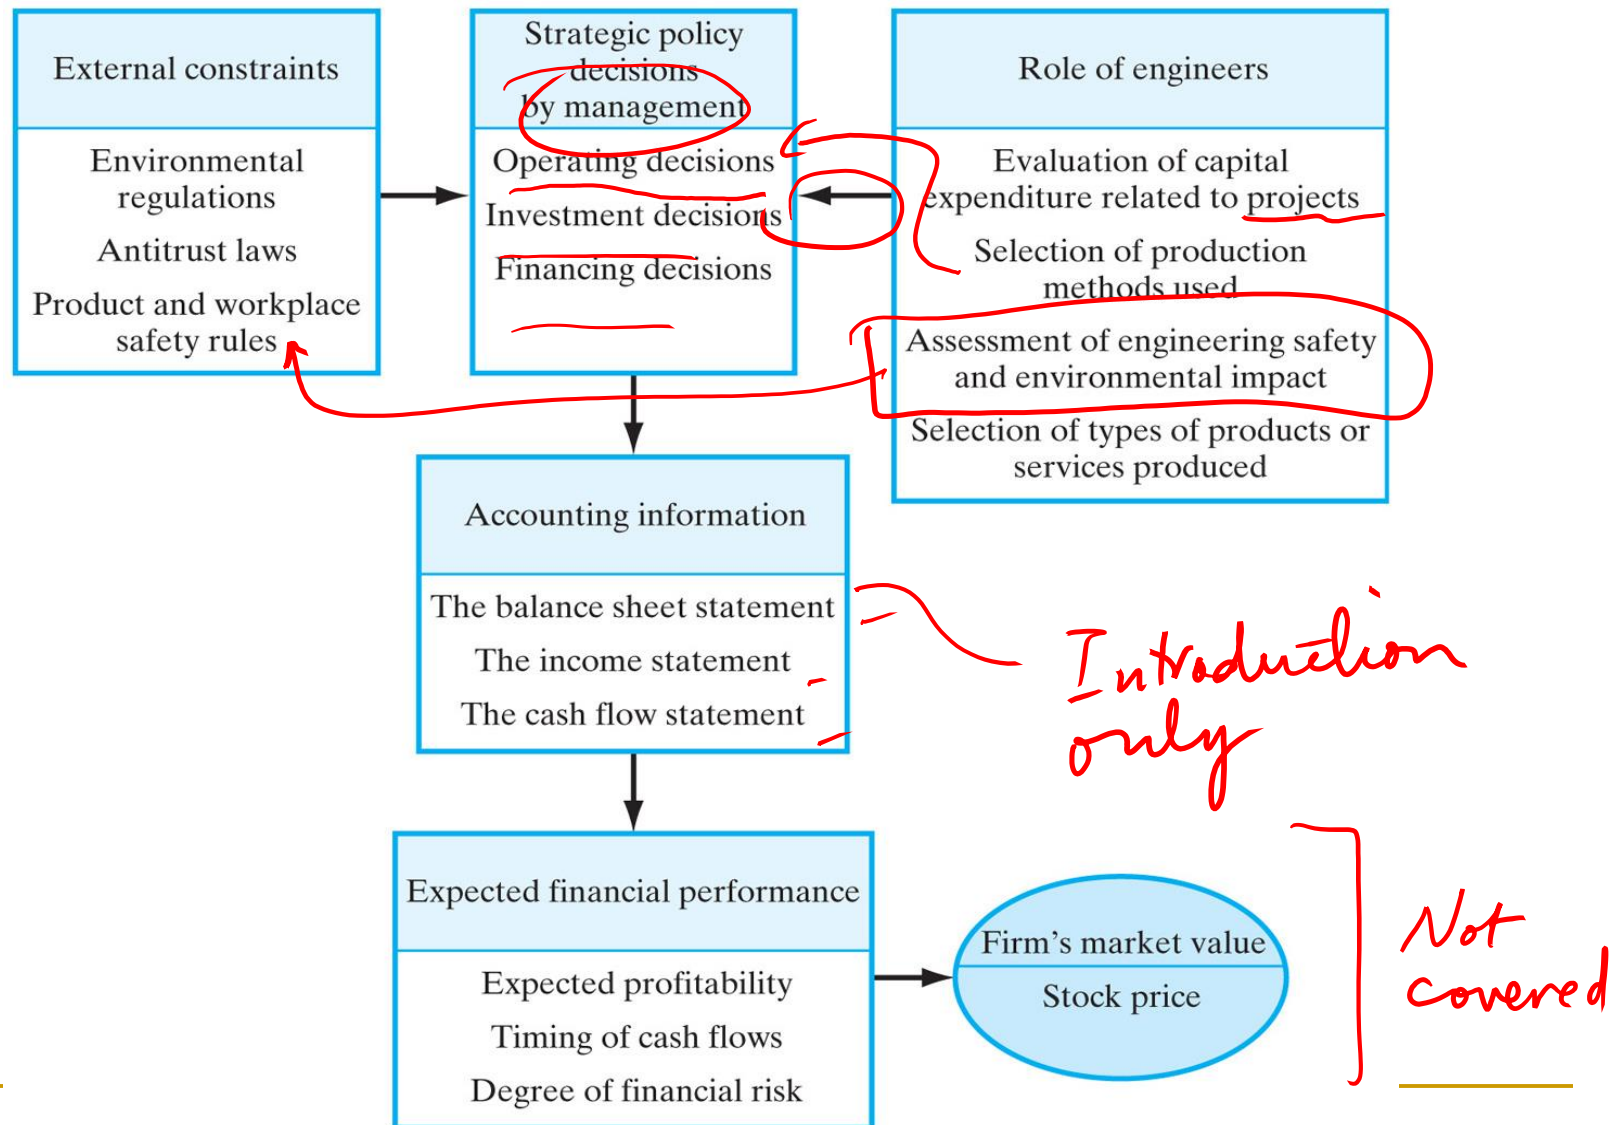 External constraints
Environmental
regulations
Antitrust laws
Product and workplace
safety rules
Strategic policy
decisions
by management
Operating decisions
Investment decisions
Financing decisions
Role of engineers
Evaluation of capital
expenditure related to projects
Selection of production
methods used
Assessment of engineering safety
and environmental impact
Selection of types of products or
services produced
Accounting information
The balance sheet statement
The income statement
The cash flow statement
Introduction
only
Expected financial performance
Expected profitability
Timing of cash flows
Degree of financial risk
Firm’s market value
Stock price
Not
covered